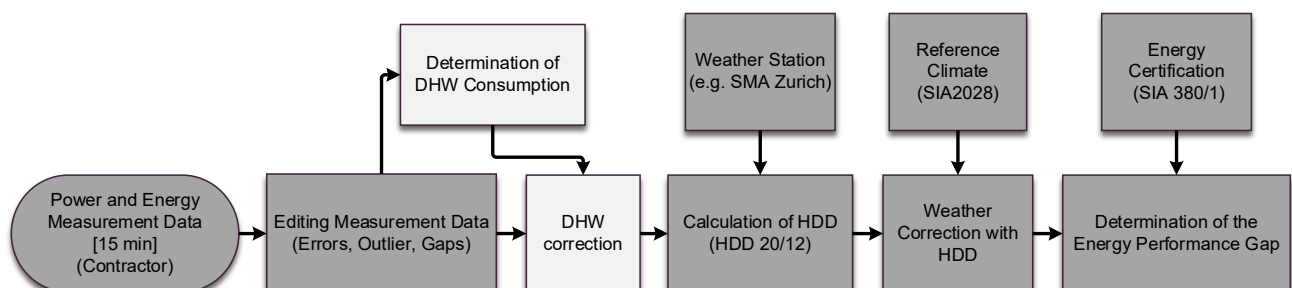 Determination of
DHW Consumption
Weather Station
(e.g. SMA Zurich)
Reference
Climate
(SIA2028)
Energy
Certification
(SIA 380/1)
Power and Energy
Measurement Data
[15 min]
(Contractor)
Editing Measurement Data
(Errors, Outlier, Gaps)
DHW
correction
Calculation of HDD
(HDD 20/12)
Weather
Correction with
HDD
Determination of the
Energy Performance Gap